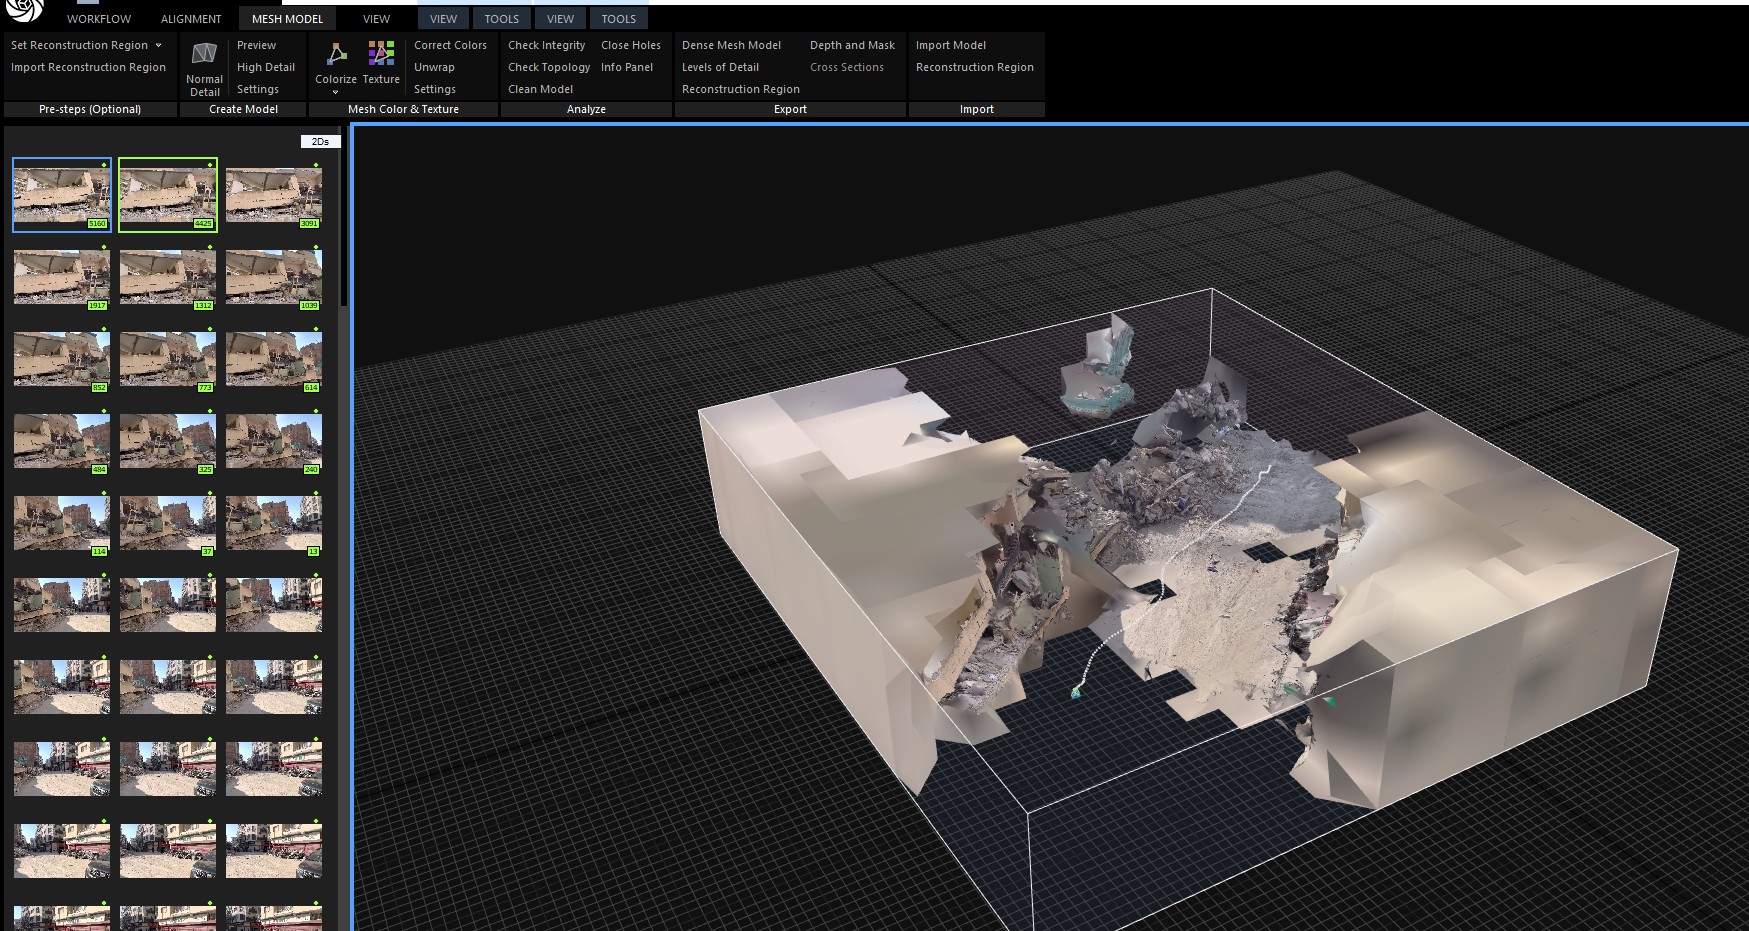 WORKFLOW ALIGNMENT MESH MODEL VIEW VIEW TOOLS VIEW TOOLS
Set Reconstruction Region
Import Reconstruction Region
Pre-steps (Optional)
Normal Detail
Preview
High Detail
Settings
Create Model
Colorize
Texture
Correct Colors
Unwrap
Settings
Mesh Color & Texture
Check Integrity
Check Topology
Clean Model
Close Holes
Info Panel
Analyze
Dense Mesh Model
Levels of Detail
Reconstruction Region
Depth and Mask
Cross Sections
Export
Import Model
Reconstruction Region
Import
2Ds
5160 4425 3091
1917 1312 1039
852 773 614
484 325 240
114 37 13